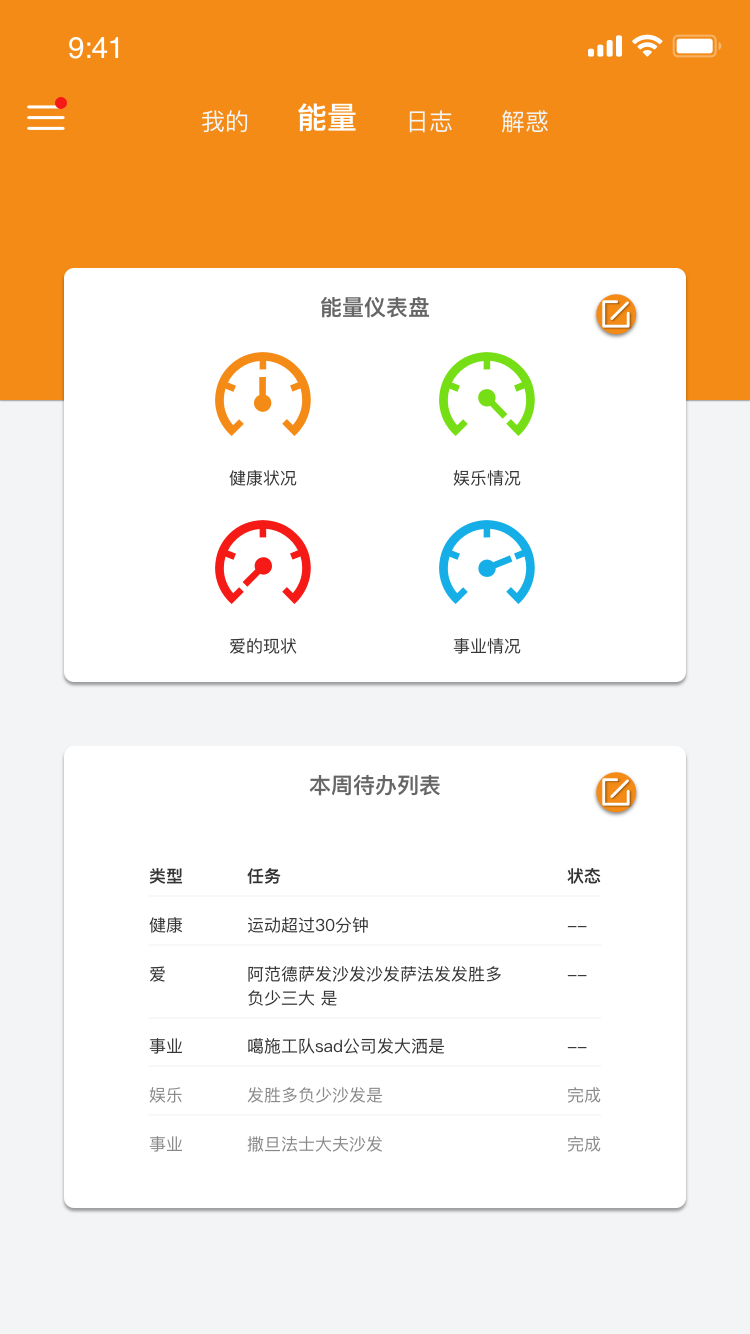 9:41
我的 能量 日志 解惑
能量仪表盘
健康状况 娱乐情况
爱的现状 事业情况
本周待办列表
类型 任务 状态
健康 运动超过30分钟 --
爱 阿范德萨发沙发沙发萨法发发胜多 --
负少三大 是
事业 噶施工队sad公司发大洒是 --
娱乐 发胜多负少沙发是 完成
事业 撒旦法士大夫沙发 完成